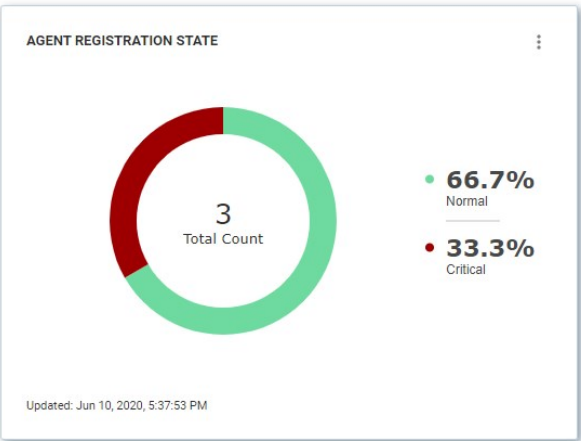 AGENT REGISTRATION STATE
3
Total Count
66.7%
Normal
33.3%
Critical
Updated: Jun 10, 2020, 5:37:53 PM